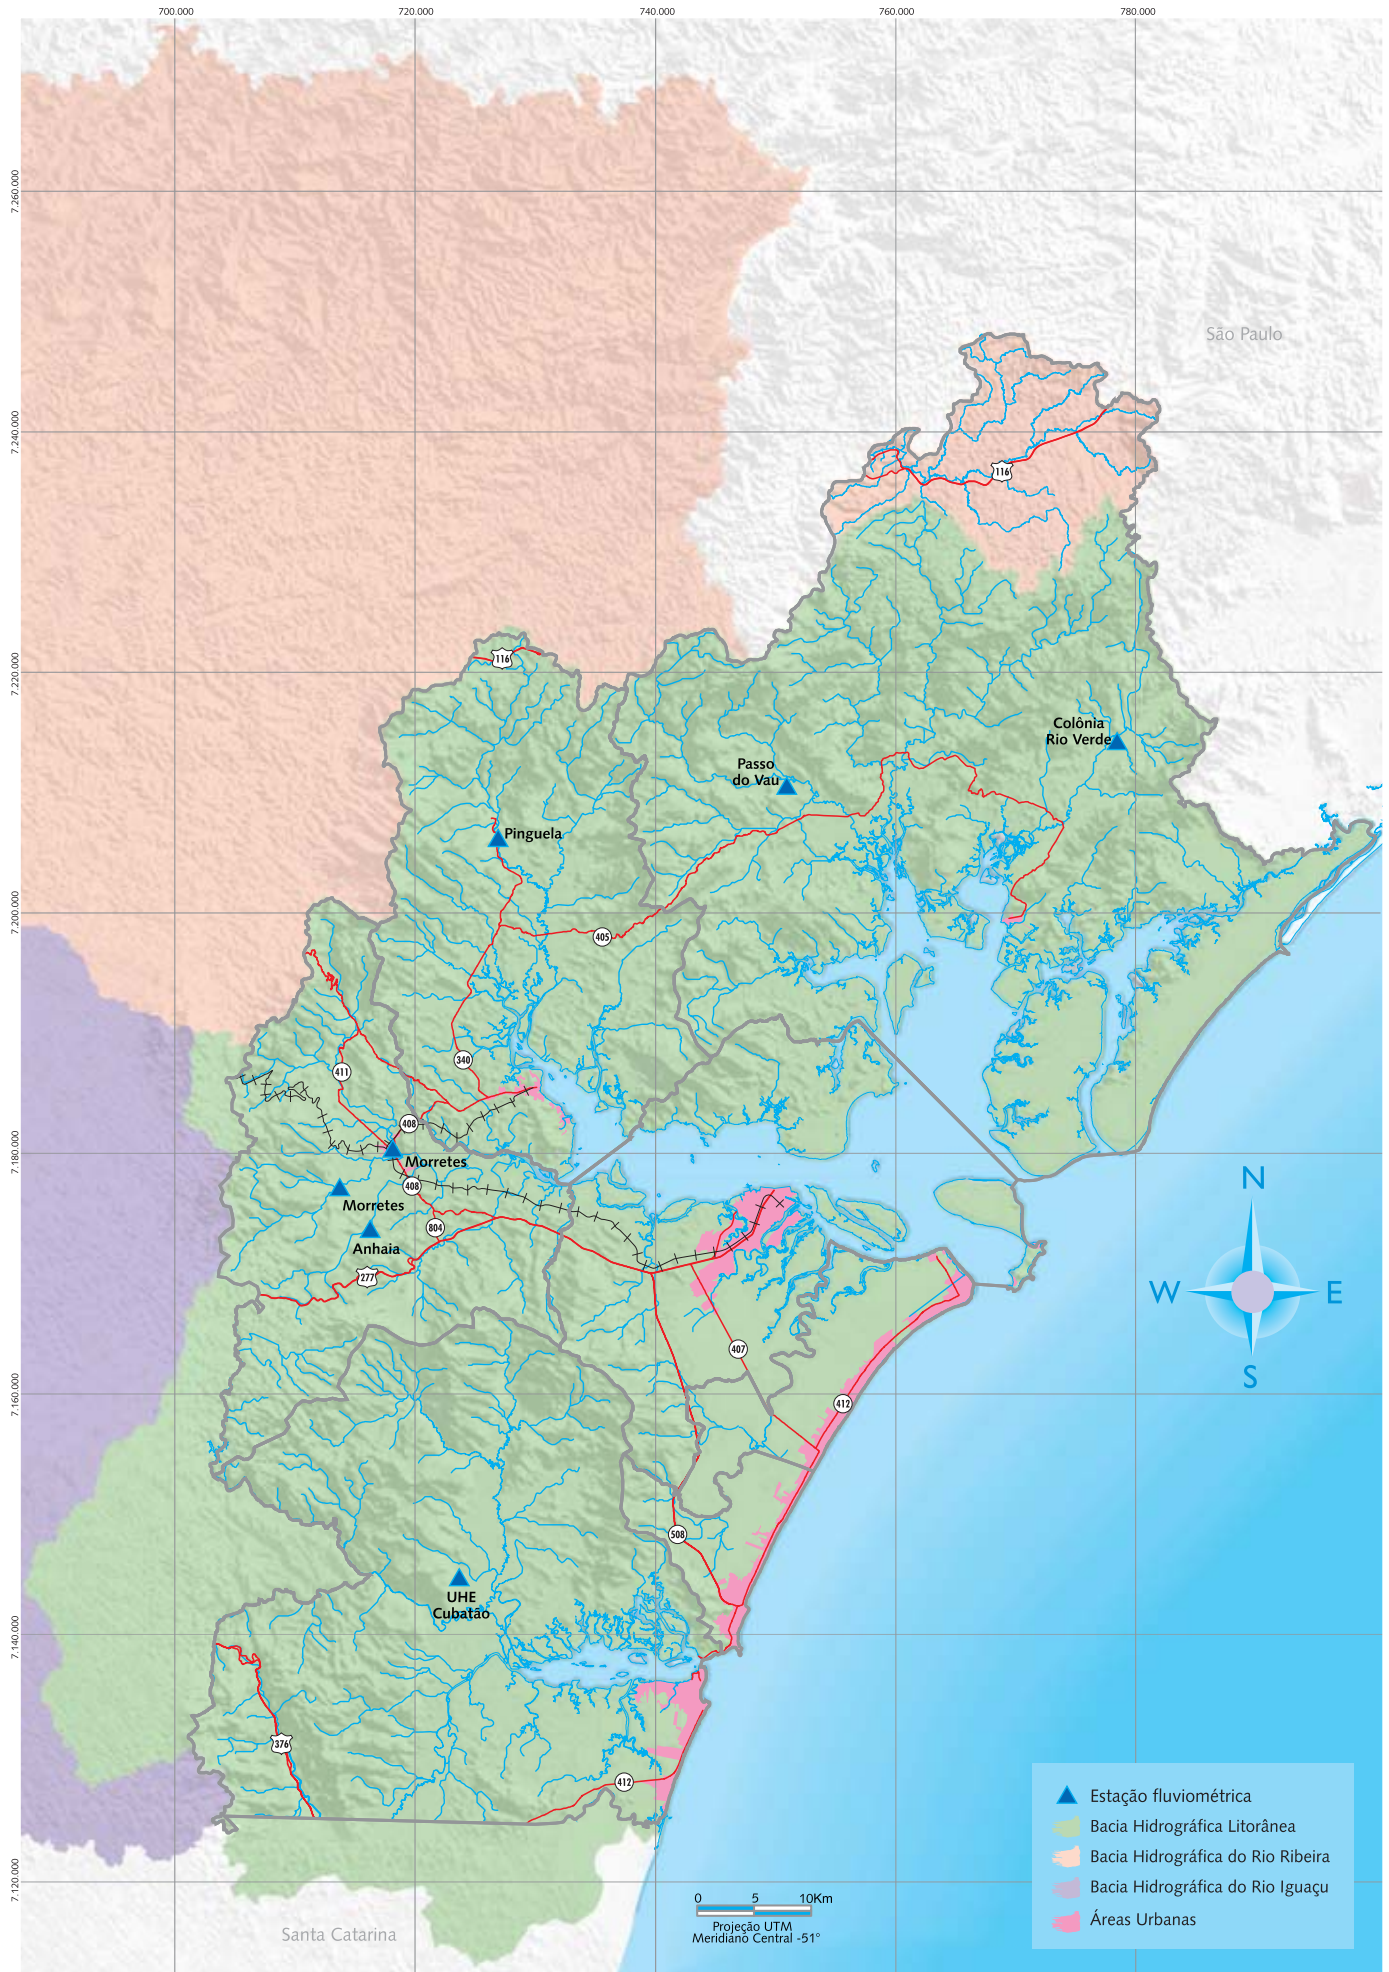 700.000
720.000
740.000
760.000
780.000
7.260.000
São Paulo
7.240.000
116
116
7.220.000
Colônia
Rio Verde
Passo
do Vau
Pinguela
7.200.000
405
340
411
408
7.180.000
Morretes
408
Morretes
804
Anhaia
277
N
W
E
S
407
7.160.000
412
508
UHE
Cubatão
7.140.000
376
412
7.120.000
Santa Catarina
0 5 10Km
Projeção UTM
Meridiano Central -51°
Estação fluviométrica
Bacia Hidrográfica Litorânea
Bacia Hidrográfica do Rio Ribeira
Bacia Hidrográfica do Rio Iguaçu
Áreas Urbanas